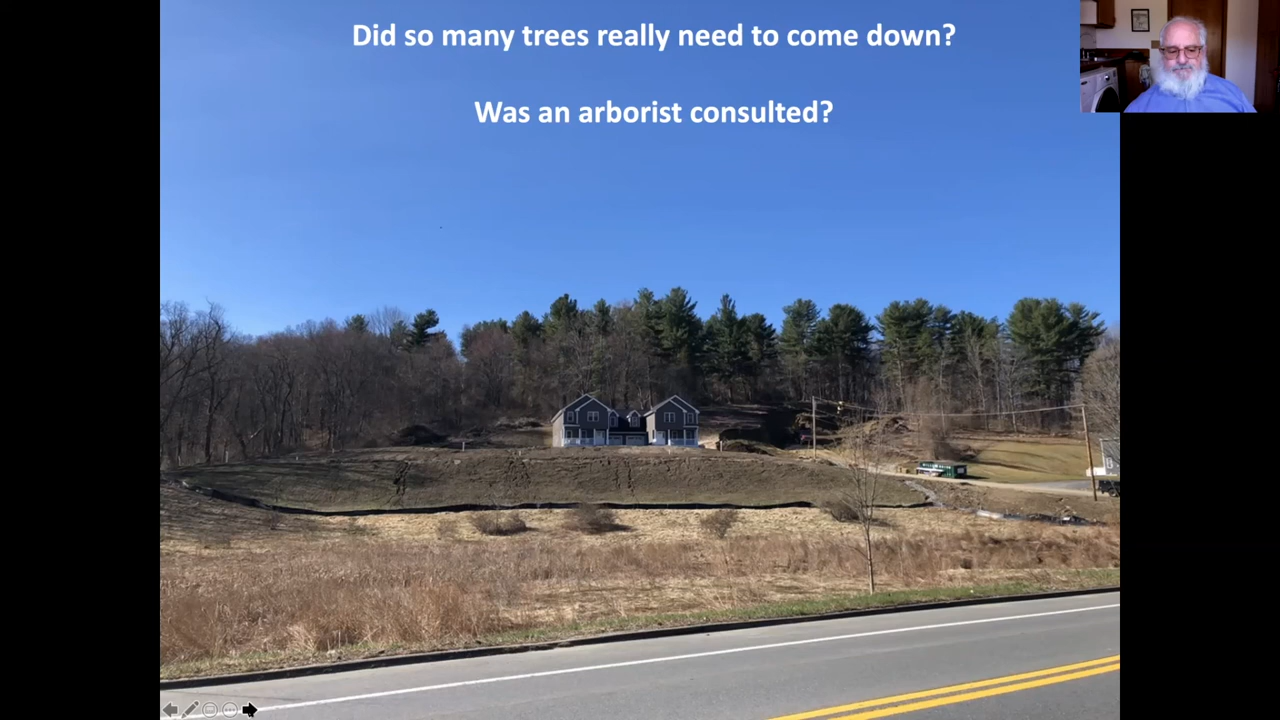 Did so many trees really need to come down?
Was an arborist consulted?